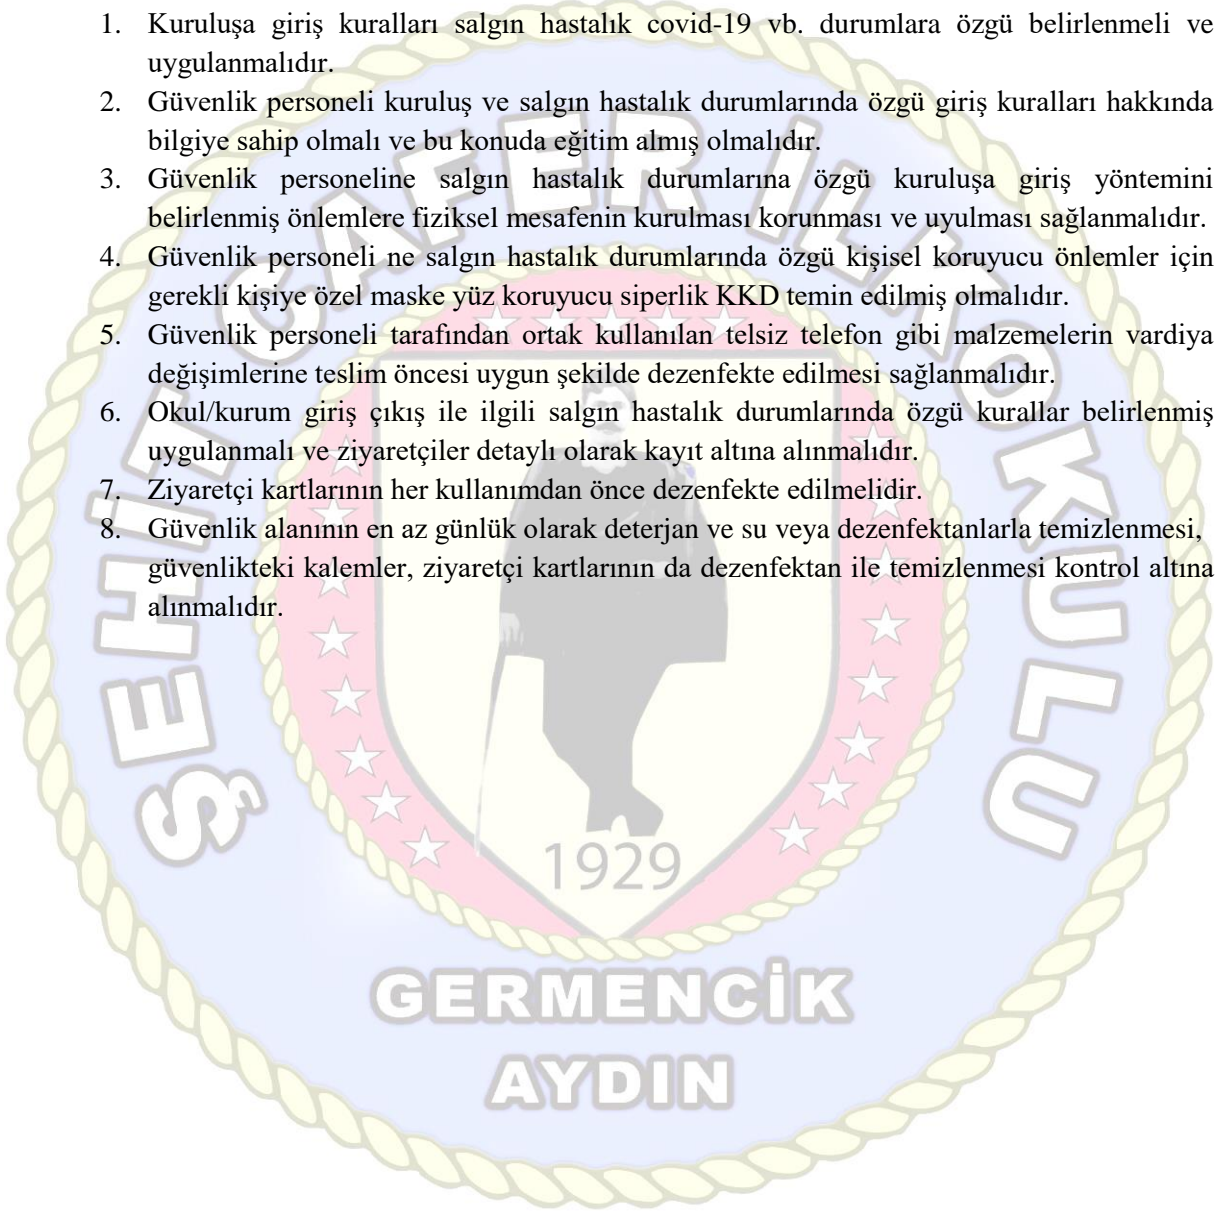 1. Kuruluşa giriş kuralları salgın hastalık covid-19 vb. durumlara özgü belirlenmeli ve
uygulanmalıdır.
2. Güvenlik personeli kuruluş ve salgın hastalık durumlarında özgü giriş kuralları hakkında
bilgiye sahip olmalı ve bu konuda eğitim almış olmalıdır.
3. Güvenlik personeline salgın hastalık durumlarına özgü kuruluşa giriş yöntemini
belirlenmiş önlemlere fiziksel mesafenin kurulması korunması ve uyulması sağlanmalıdır.
4. Güvenlik personeli ne salgın hastalık durumlarında özgü kişisel koruyucu önlemler için
gerekli kişiye özel maske yüz koruyucu siperlik KKD temin edilmiş olmalıdır.
5. Güvenlik personeli tarafından ortak kullanılan telsiz telefon gibi malzemelerin vardiya
değişimlerine teslim öncesi uygun şekilde dezenfekte edilmesi sağlanmalıdır.
6. Okul/kurum giriş çıkış ile ilgili salgın hastalık durumlarında özgü kurallar belirlenmiş
uygulanmalı ve ziyaretçiler detaylı olarak kayıt altına alınmalıdır.
7. Ziyaretçi kartlarının her kullanımdan önce dezenfekte edilmelidir.
8. Güvenlik alanının en az günlük olarak deterjan ve su veya dezenfektanlarla temizlenmesi,
güvenlikteki kalemler, ziyaretçi kartlarının da dezenfektan ile temizlenmesi kontrol altına
alınmalıdır.
ŞEHİT CAFER İLKOKULU
1929
GERMENCİK
AYDIN